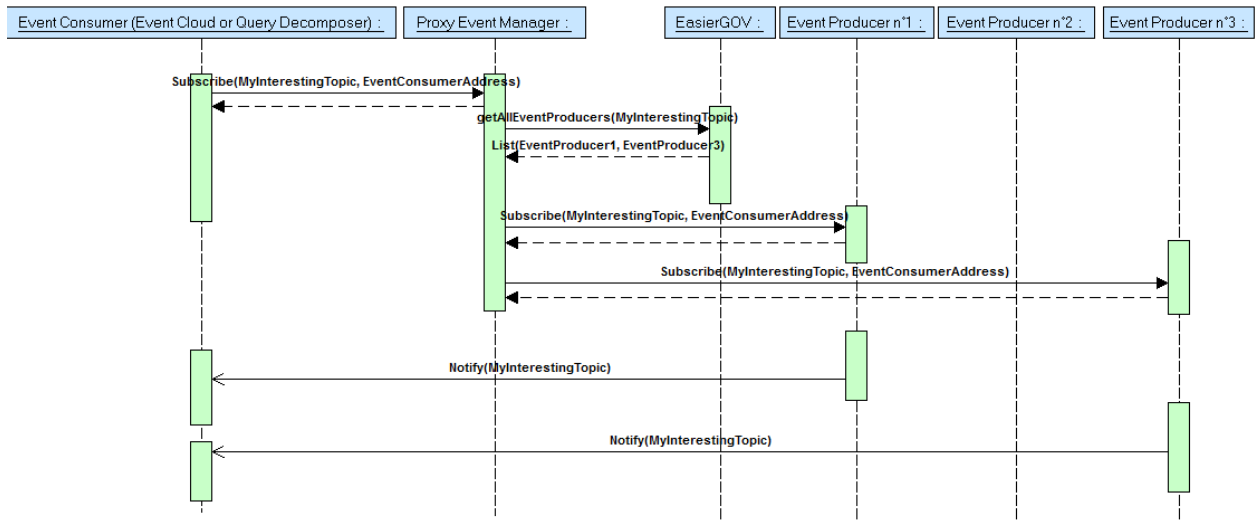 Event Consumer (Event Cloud or Query Decomposer) :
Proxy Event Manager :
EasierGOV :
Event Producer n°1 :
Event Producer n°2 :
Event Producer n°3 :
Subscribe(MyInterestingTopic, EventConsumerAddress)
getAllEventProducers(MyInterestingTopic)
List(EventProducer1, EventProducer3)
Subscribe(MyInterestingTopic, EventConsumerAddress)
Subscribe(MyInterestingTopic, EventConsumerAddress)
Notify(MyInterestingTopic)
Notify(MyInterestingTopic)